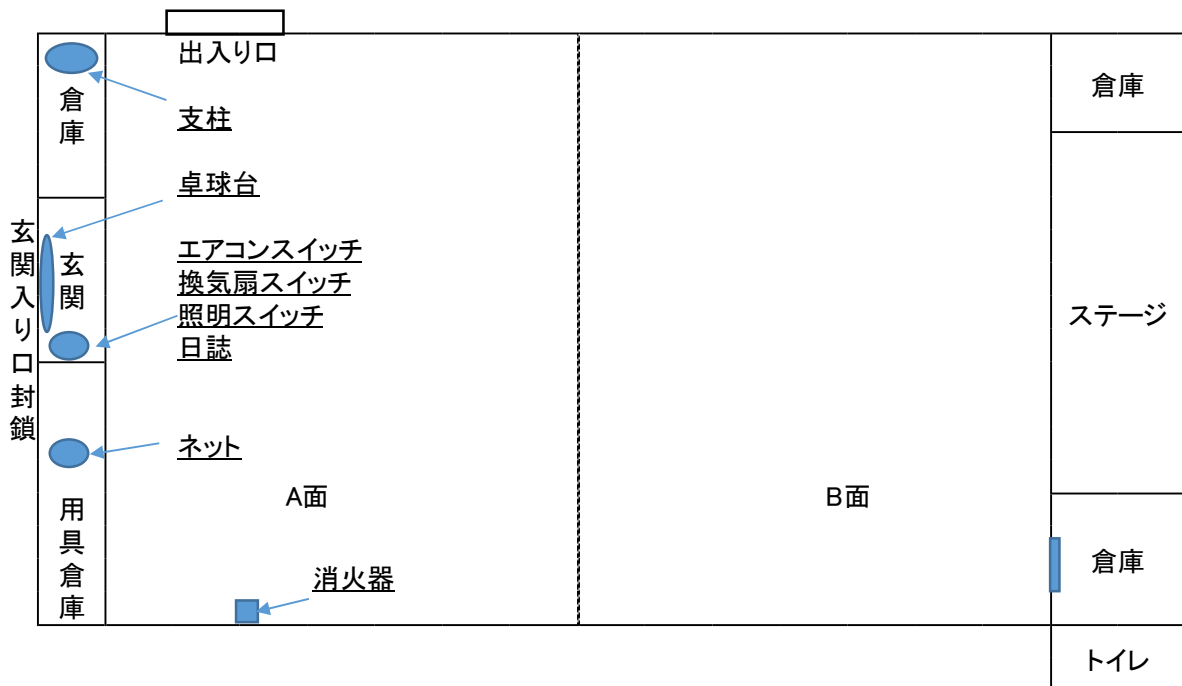 出入り口
倉庫
支柱
倉庫
卓球台
玄関入り口封鎖
玄関
エアコンスイッチ
換気扇スイッチ
照明スイッチ
日誌
ステージ
ネット
A面
B面
用具倉庫
消火器
倉庫
トイレ